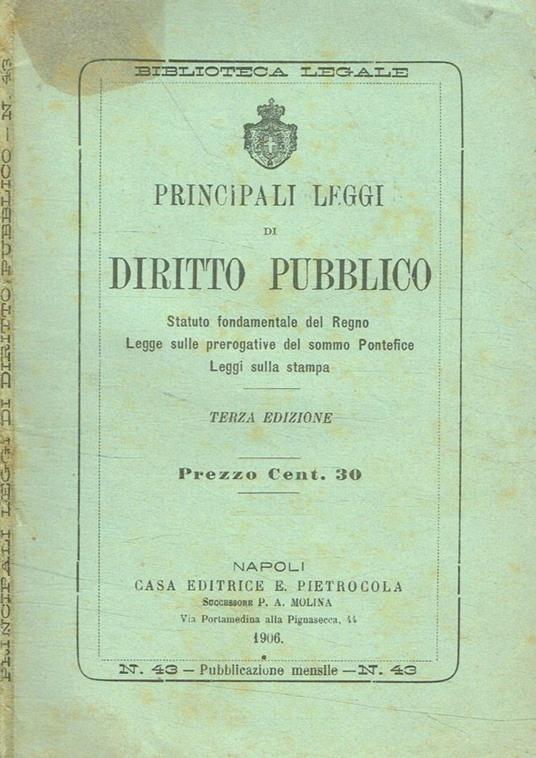 BIBLIOTECA LEGALE
PRINCIPALI LEGGI
DI
DIRITTO PUBBLICO
Statuto fondamentale del Regno
Legge sulle prerogative del sommo Pontefice
Leggi sulla stampa
TERZA EDIZIONE
Prezzo Cent. 30
NAPOLI
CASA EDITRICE E. PIETROCOLA
Successore P. A. MOLINA
Via Portamedina alla Pignasecca, 44
1906.
N. 43 — Pubblicazione mensile — N. 43
PRINCIPALI LEGGI DI DIRITTO PUBBLICO — N. 43